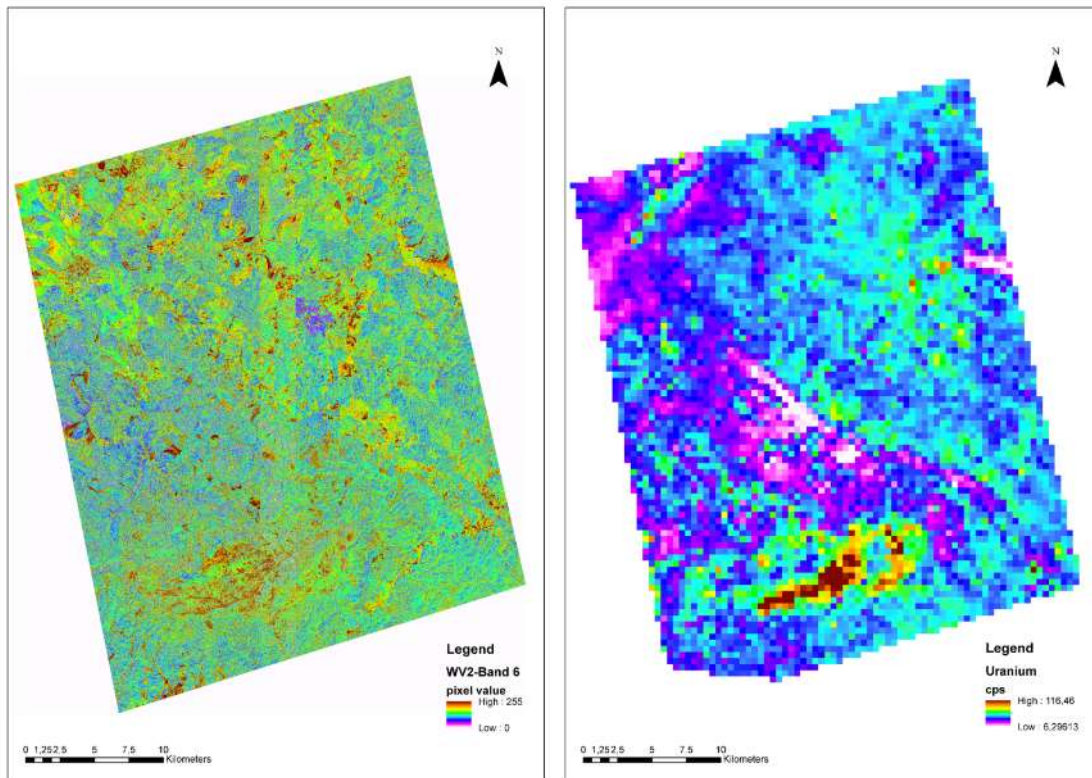 N
Legend
WV2-Band 6
pixel value
High : 255
Low : 0
0 1,25 2,5 5 7.5 10
Kilometers
N
Legend
Uranium
cps
High : 116,46
Low : 6,29613
0 1,25 2,5 5 7.5 10
Kilometers